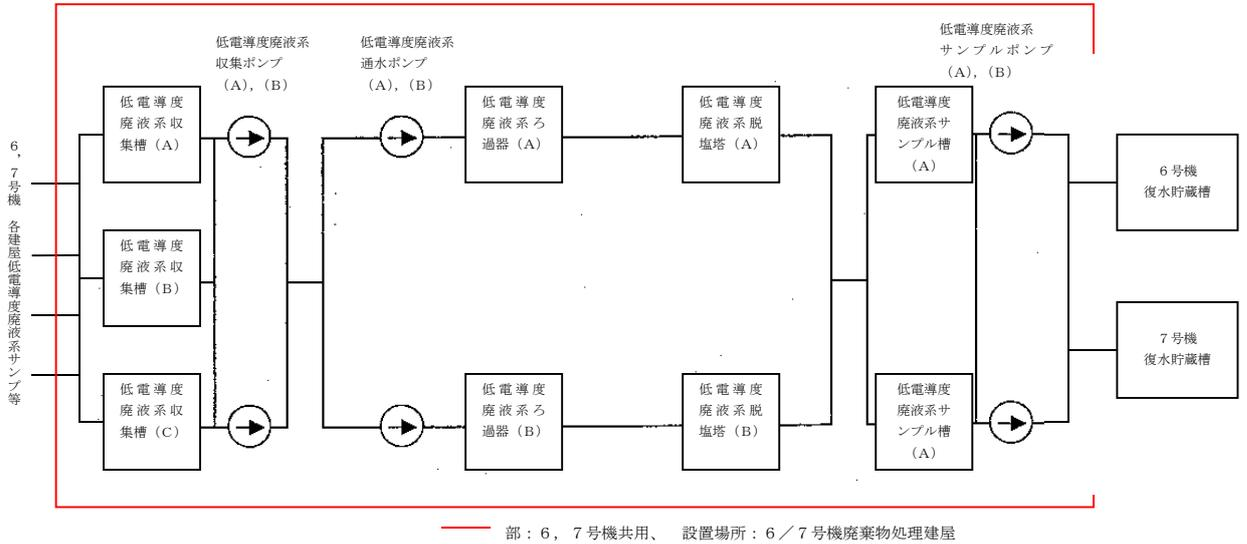 低電導度廃液系
収集ポンプ
（A），（B）
低電導度廃液系
通水ポンプ
（A），（B）
低電導度廃液系
サンプルポンプ
（A），（B）
6，7号機　各建屋低電導度廃液系サンプ等
低電導度
廃液系収
集槽（A）
低電導度
廃液系ろ
過器（A）
低電導度
廃液系脱
塩塔（A）
低電導度
廃液系サ
ンプル槽
（A）
6号機
復水貯蔵槽
低電導度
廃液系収
集槽（B）
7号機
復水貯蔵槽
低電導度
廃液系収
集槽（C）
低電導度
廃液系ろ
過器（B）
低電導度
廃液系脱
塩塔（B）
低電導度
廃液系サ
ンプル槽
（A）
部：6，7号機共用、　設置場所：6／7号機廃棄物処理建屋